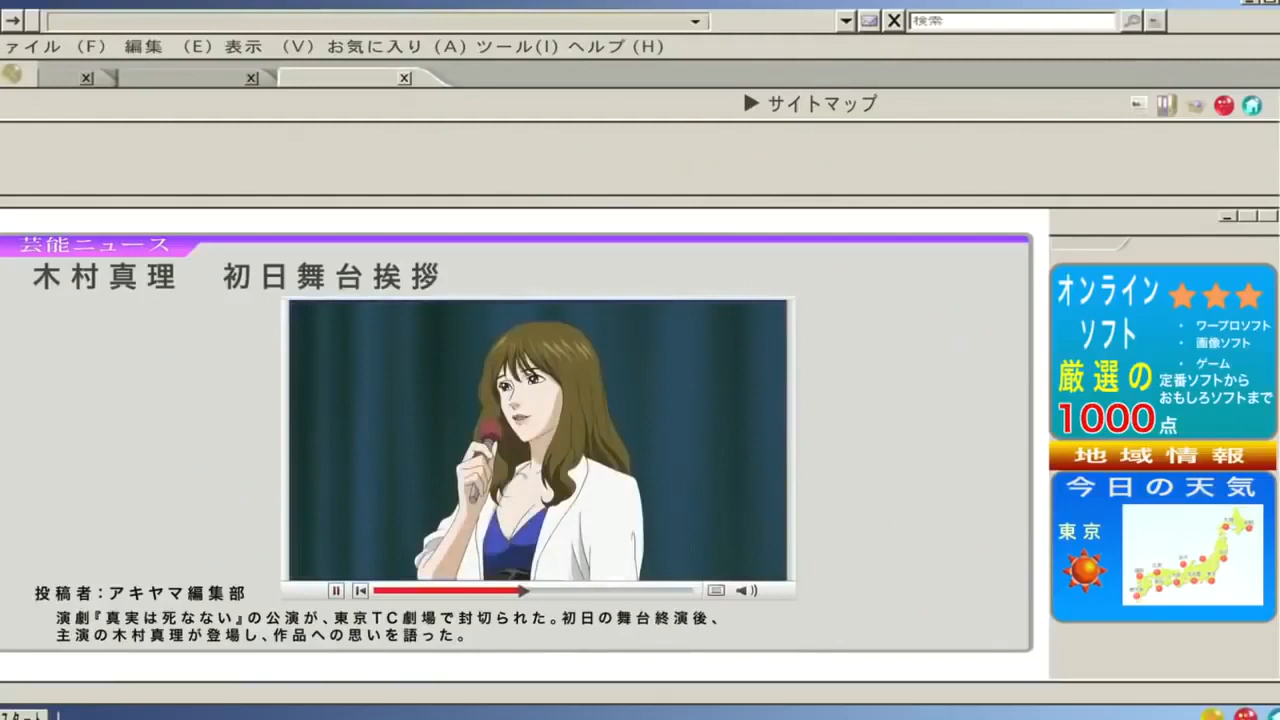 検索
ァイル (F) 編集 (E) 表示 (V) お気に入り (A) ツール(I) ヘルプ (H)
▶ サイトマップ
芸能ニュース
木村真理 初日舞台挨拶
投稿者:アキヤマ編集部
演劇『真実は死なない』の公演が、東京TC劇場で封切られた。初日の舞台終演後、
主演の木村真理が登場し、作品への思いを語った。
オンライン
ソフト
・ ワープロソフト
・ 画像ソフト
・ ゲーム
厳選の
1000点
定番ソフトから
おもしろソフトまで
地域情報
今日の天気
東京
スタート